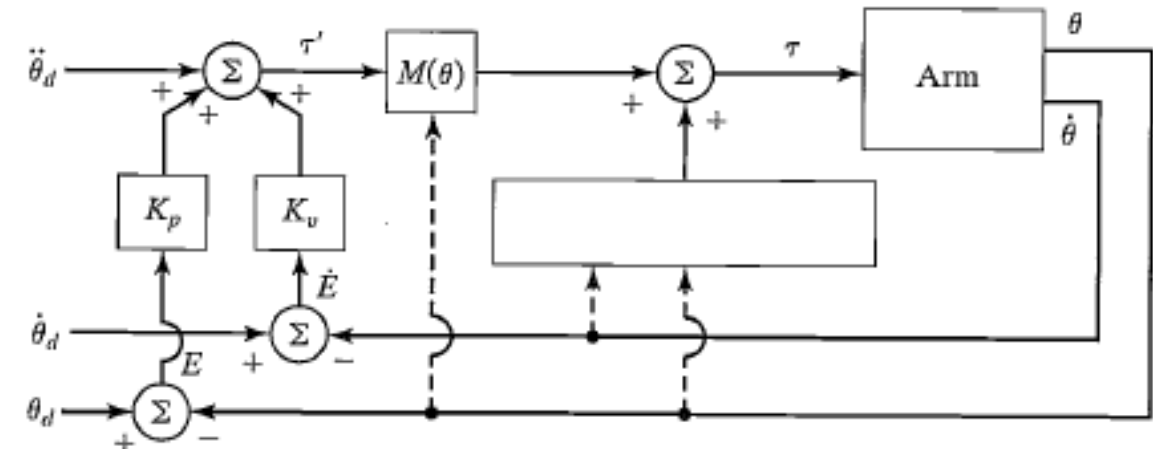 θ̈d Σ τ′ M(θ) Σ τ Arm θ
+ + + + + θ̇
Kp Kv
Ė
θ̇d Σ
+ −
E
θd Σ
+ −